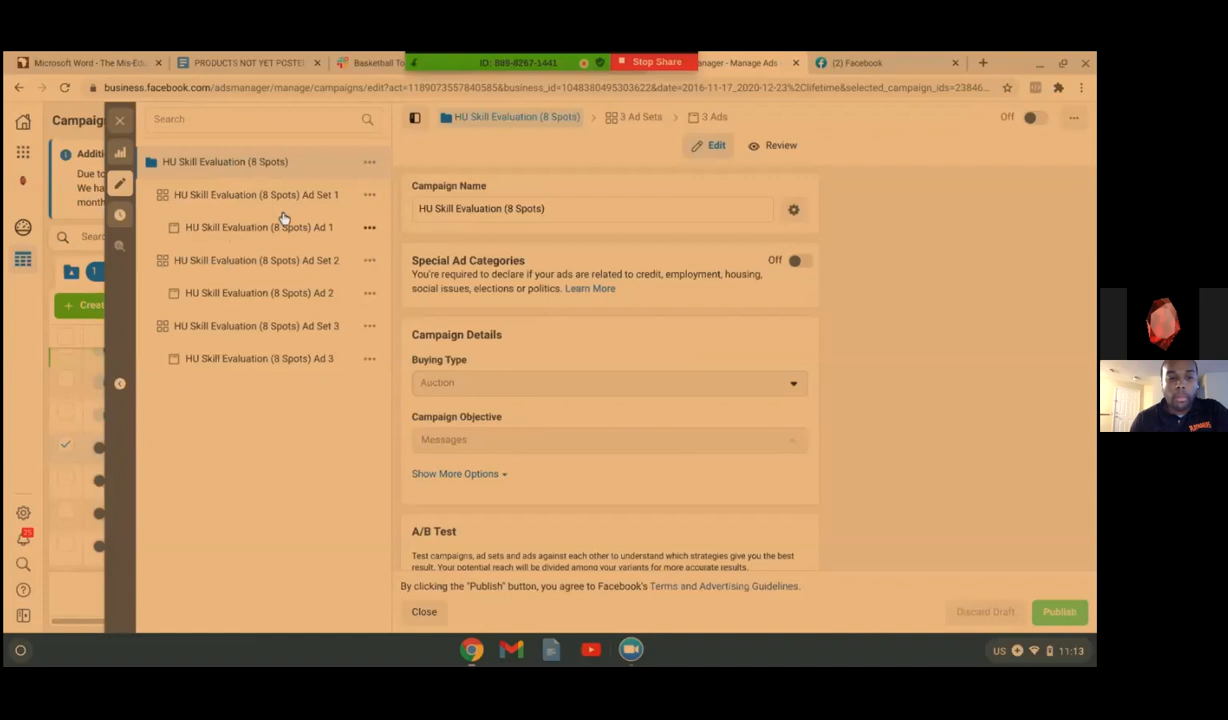 Microsoft Word - The Mis-Edu
PRODUCTS NOT YET POSTE
Basketball To
ID: 889-8267-1441
Stop Share
anager - Manage Ads
(2) Facebook
business.facebook.com/adsmanager/manage/campaigns/edit?act=1189073557840585&business_id=1048380495303622&date=2016-11-17_2020-12-23%2Clifetime&selected_campaign_ids=23846...
Campaig
Search
HU Skill Evaluation (8 Spots)
3 Ad Sets
3 Ads
Off
Edit
Review
Additi
Due to
We ha
month
Sear
1
Creat
HU Skill Evaluation (8 Spots)
HU Skill Evaluation (8 Spots) Ad Set 1
HU Skill Evaluation (8 Spots) Ad 1
HU Skill Evaluation (8 Spots) Ad Set 2
HU Skill Evaluation (8 Spots) Ad 2
HU Skill Evaluation (8 Spots) Ad Set 3
HU Skill Evaluation (8 Spots) Ad 3
Campaign Name
HU Skill Evaluation (8 Spots)
Special Ad Categories
Off
You're required to declare if your ads are related to credit, employment, housing,
social issues, elections or politics. Learn More
Campaign Details
Buying Type
Auction
Campaign Objective
Messages
Show More Options
A/B Test
Test campaigns, ad sets and ads against each other to understand which strategies give you the best
result. Your potential reach will be divided among your variants for more accurate results.
By clicking the "Publish" button, you agree to Facebook's Terms and Advertising Guidelines.
Close
Discard Draft
Publish
US
11:13